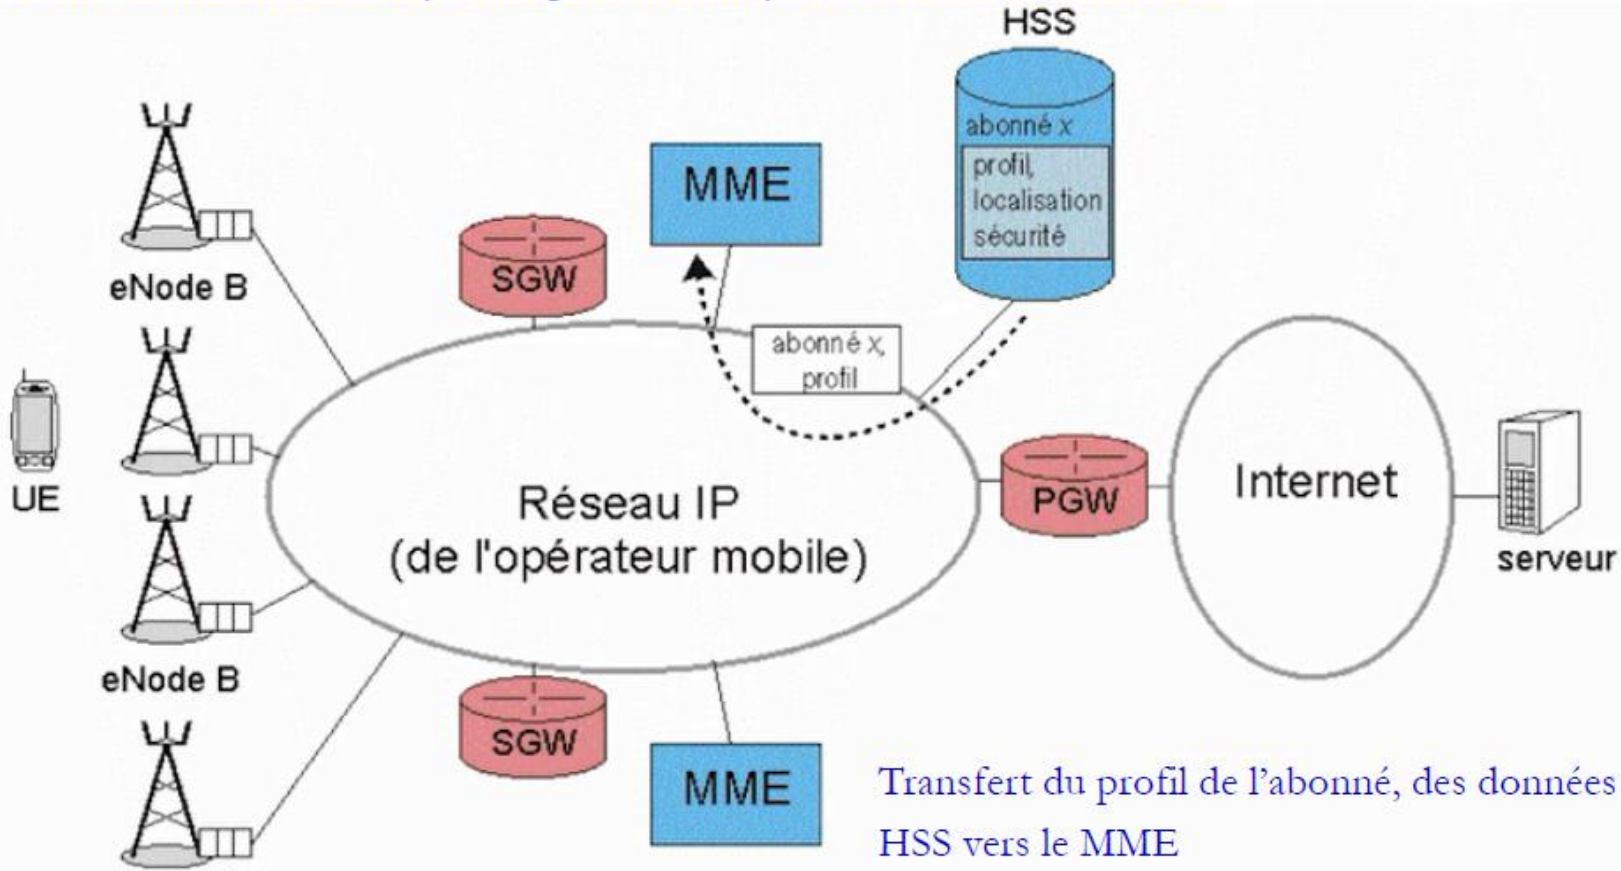 HSS
abonné x
profil,
localisation
sécurité
MME
SGW
eNode B
abonné x,
profil
UE
Réseau IP
(de l'opérateur mobile)
PGW
Internet
serveur
eNode B
SGW
MME
Transfert du profil de l'abonné, des données
HSS vers le MME